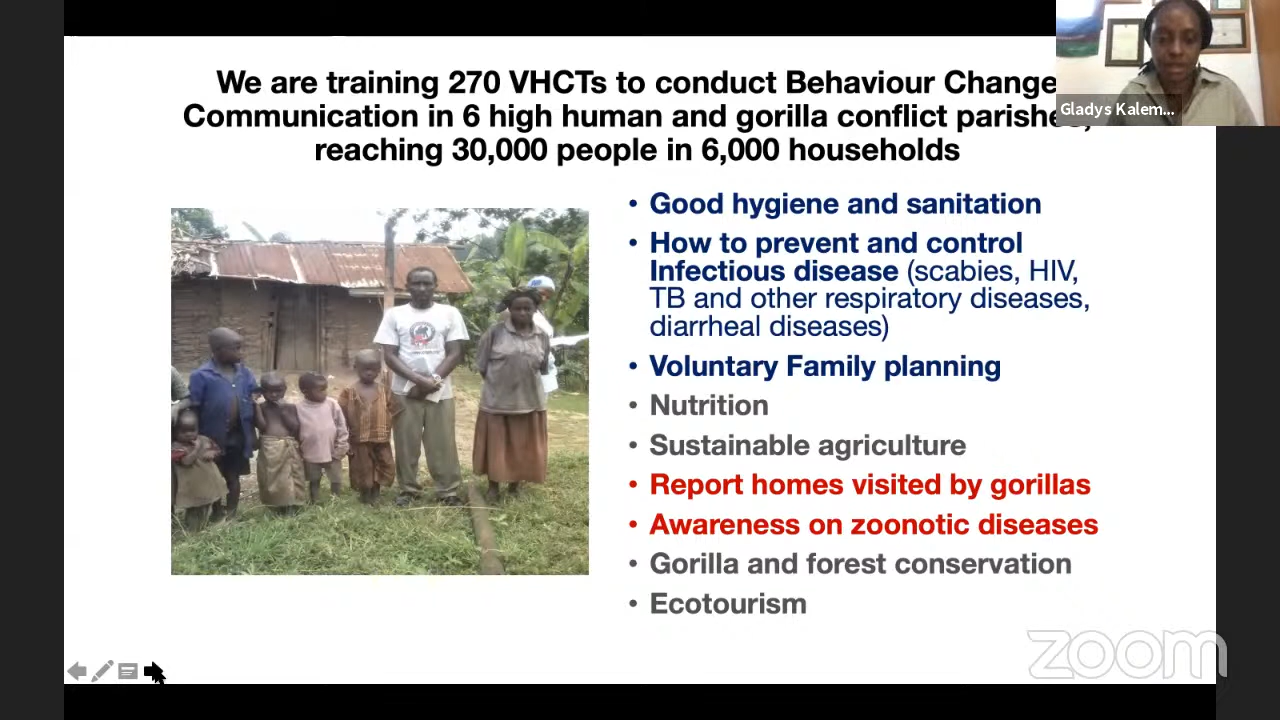 We are training 270 VHCTs to conduct Behaviour Change
Communication in 6 high human and gorilla conflict parishes,
reaching 30,000 people in 6,000 households
Gladys Kalem...
• Good hygiene and sanitation
• How to prevent and control
Infectious disease (scabies, HIV,
TB and other respiratory diseases,
diarrheal diseases)
• Voluntary Family planning
• Nutrition
• Sustainable agriculture
• Report homes visited by gorillas
• Awareness on zoonotic diseases
• Gorilla and forest conservation
• Ecotourism
zoom